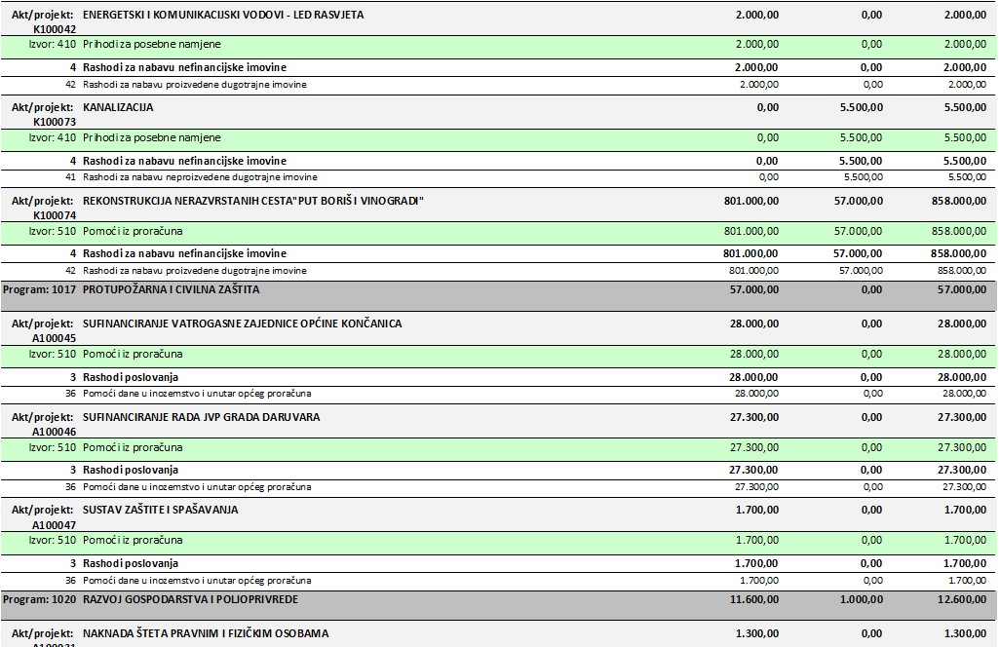 Akt/projekt: ENERGETSKI I KOMUNIKACIJSKI VODOVI - LED RASVJETA 2.000,00 0,00 2.000,00
K100042
Izvor: 410 Prihodi za posebne namjene 2.000,00 0,00 2.000,00
4 Rashodi za nabavu nefinancijske imovine 2.000,00 0,00 2.000,00
42 Rashodi za nabavu proizvedene dugotrajne imovine 2.000,00 0,00 2.000,00
Akt/projekt: KANALIZACIJA 0,00 5.500,00 5.500,00
K100073
Izvor: 410 Prihodi za posebne namjene 0,00 5.500,00 5.500,00
4 Rashodi za nabavu nefinancijske imovine 0,00 5.500,00 5.500,00
41 Rashodi za nabavu neproizvedene dugotrajne imovine 0,00 5.500,00 5.500,00
Akt/projekt: REKONSTRUKCIJA NERAZVRSTANIH CESTA"PUT BORIŠ I VINOGRADI" 801.000,00 57.000,00 858.000,00
K100074
Izvor: 510 Pomoći iz proračuna 801.000,00 57.000,00 858.000,00
4 Rashodi za nabavu nefinancijske imovine 801.000,00 57.000,00 858.000,00
42 Rashodi za nabavu proizvedene dugotrajne imovine 801.000,00 57.000,00 858.000,00
Program: 1017 PROTUPOŽARNA I CIVILNA ZAŠTITA 57.000,00 0,00 57.000,00
Akt/projekt: SUFINANCIRANJE VATROGASNE ZAJEDNICE OPĆINE KONČANICA 28.000,00 0,00 28.000,00
A100045
Izvor: 510 Pomoći iz proračuna 28.000,00 0,00 28.000,00
3 Rashodi poslovanja 28.000,00 0,00 28.000,00
36 Pomoći dane u inozemstvo i unutar općeg proračuna 28.000,00 0,00 28.000,00
Akt/projekt: SUFINANCIRANJE RADA JVP GRADA DARUVARA 27.300,00 0,00 27.300,00
A100046
Izvor: 510 Pomoći iz proračuna 27.300,00 0,00 27.300,00
3 Rashodi poslovanja 27.300,00 0,00 27.300,00
36 Pomoći dane u inozemstvo i unutar općeg proračuna 27.300,00 0,00 27.300,00
Akt/projekt: SUSTAV ZAŠTITE I SPAŠAVANJA 1.700,00 0,00 1.700,00
A100047
Izvor: 510 Pomoći iz proračuna 1.700,00 0,00 1.700,00
3 Rashodi poslovanja 1.700,00 0,00 1.700,00
36 Pomoći dane u inozemstvo i unutar općeg proračuna 1.700,00 0,00 1.700,00
Program: 1020 RAZVOJ GOSPODARSTVA I POLJOPRIVREDE 11.600,00 1.000,00 12.600,00
Akt/projekt: NAKNADA ŠTETA PRAVNIM I FIZIČKIM OSOBAMA 1.300,00 0,00 1.300,00